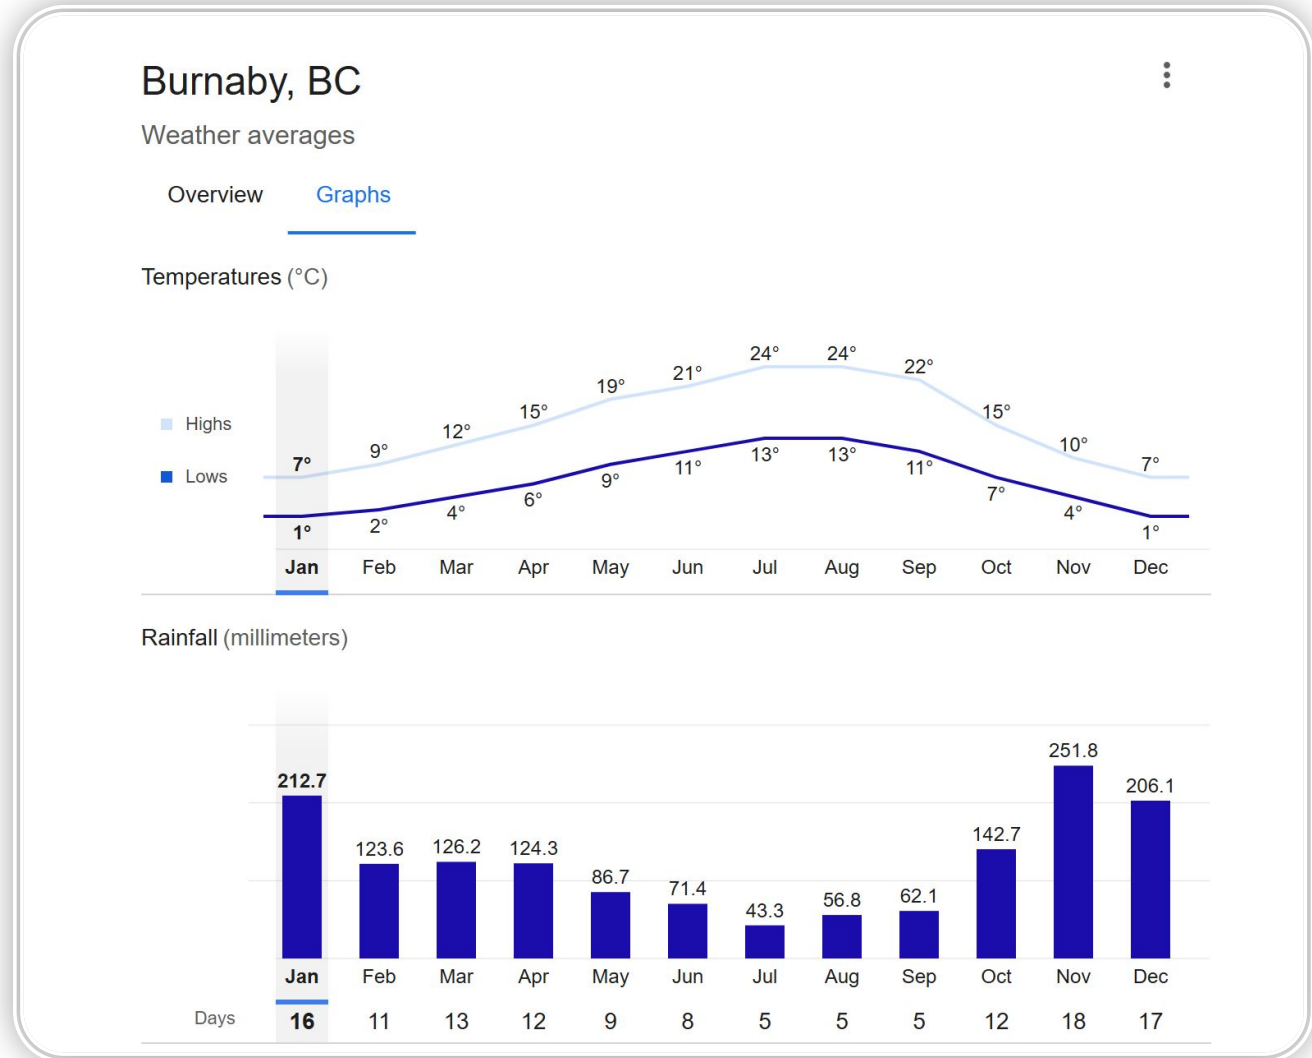 Burnaby, BC
Weather averages
Overview Graphs
Temperatures (°C)
Highs
Lows
7° 9° 12° 15° 19° 21° 24° 24° 22° 15° 10° 7°
1° 2° 4° 6° 9° 11° 13° 13° 11° 7° 4° 1°
Jan Feb Mar Apr May Jun Jul Aug Sep Oct Nov Dec
Rainfall (millimeters)
212.7 123.6 126.2 124.3 86.7 71.4 43.3 56.8 62.1 142.7 251.8 206.1
Jan Feb Mar Apr May Jun Jul Aug Sep Oct Nov Dec
Days 16 11 13 12 9 8 5 5 5 12 18 17